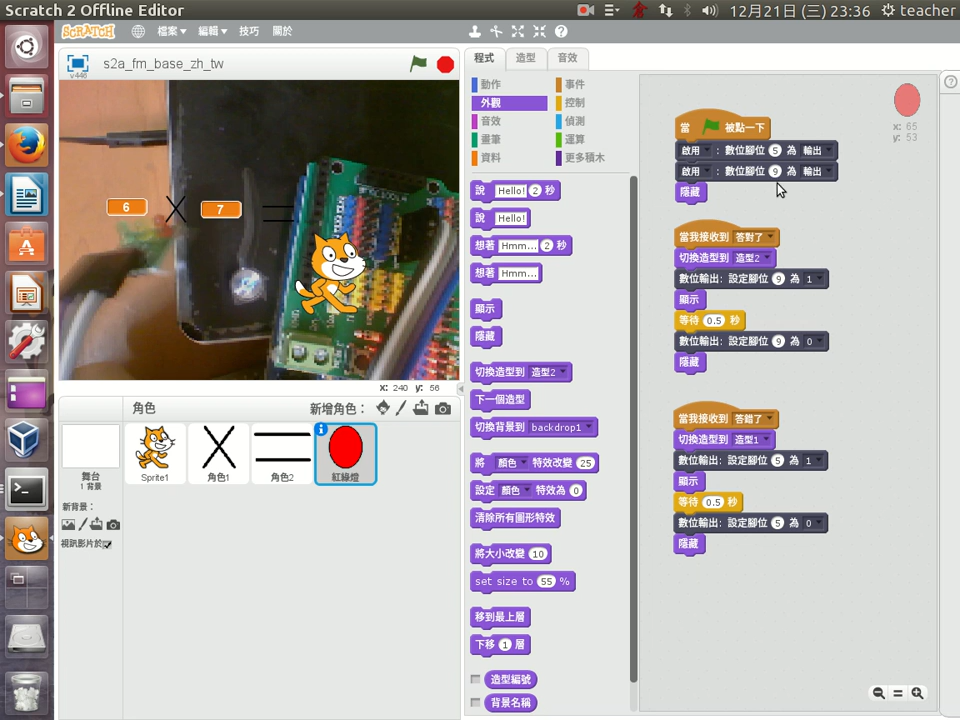 Scratch 2 Offline Editor
12月21日 (三) 23:36
teacher
SCRATCH
檔案▼
編輯▼
技巧
關於
v446
s2a_fm_base_zh_tw
6
7
x: 240 y: 56
角色
新增角色：
舞台
1 背景
新背景：
視訊影片於
Sprite1
角色1
角色2
紅綠燈
程式
造型
音效
動作
外觀
音效
畫筆
資料
事件
控制
偵測
運算
更多積木
說 Hello! 2 秒
說 Hello!
想著 Hmm... 2 秒
想著 Hmm...
顯示
隱藏
切換造型到 造型2
下一個造型
切換背景到 backdrop1
將 顏色 特效改變 25
設定 顏色 特效為 0
清除所有圖形特效
將大小改變 10
set size to 55 %
移到最上層
下移 1 層
造型編號
背景名稱
x: 65
y: 53
當 被點一下
啟用 : 數位腳位 5 為 輸出
啟用 : 數位腳位 9 為 輸出
隱藏
當我接收到 答對了
切換造型到 造型2
數位輸出: 設定腳位 9 為 1
顯示
等待 0.5 秒
數位輸出: 設定腳位 9 為 0
隱藏
當我接收到 答錯了
切換造型到 造型1
數位輸出: 設定腳位 5 為 1
顯示
等待 0.5 秒
數位輸出: 設定腳位 5 為 0
隱藏